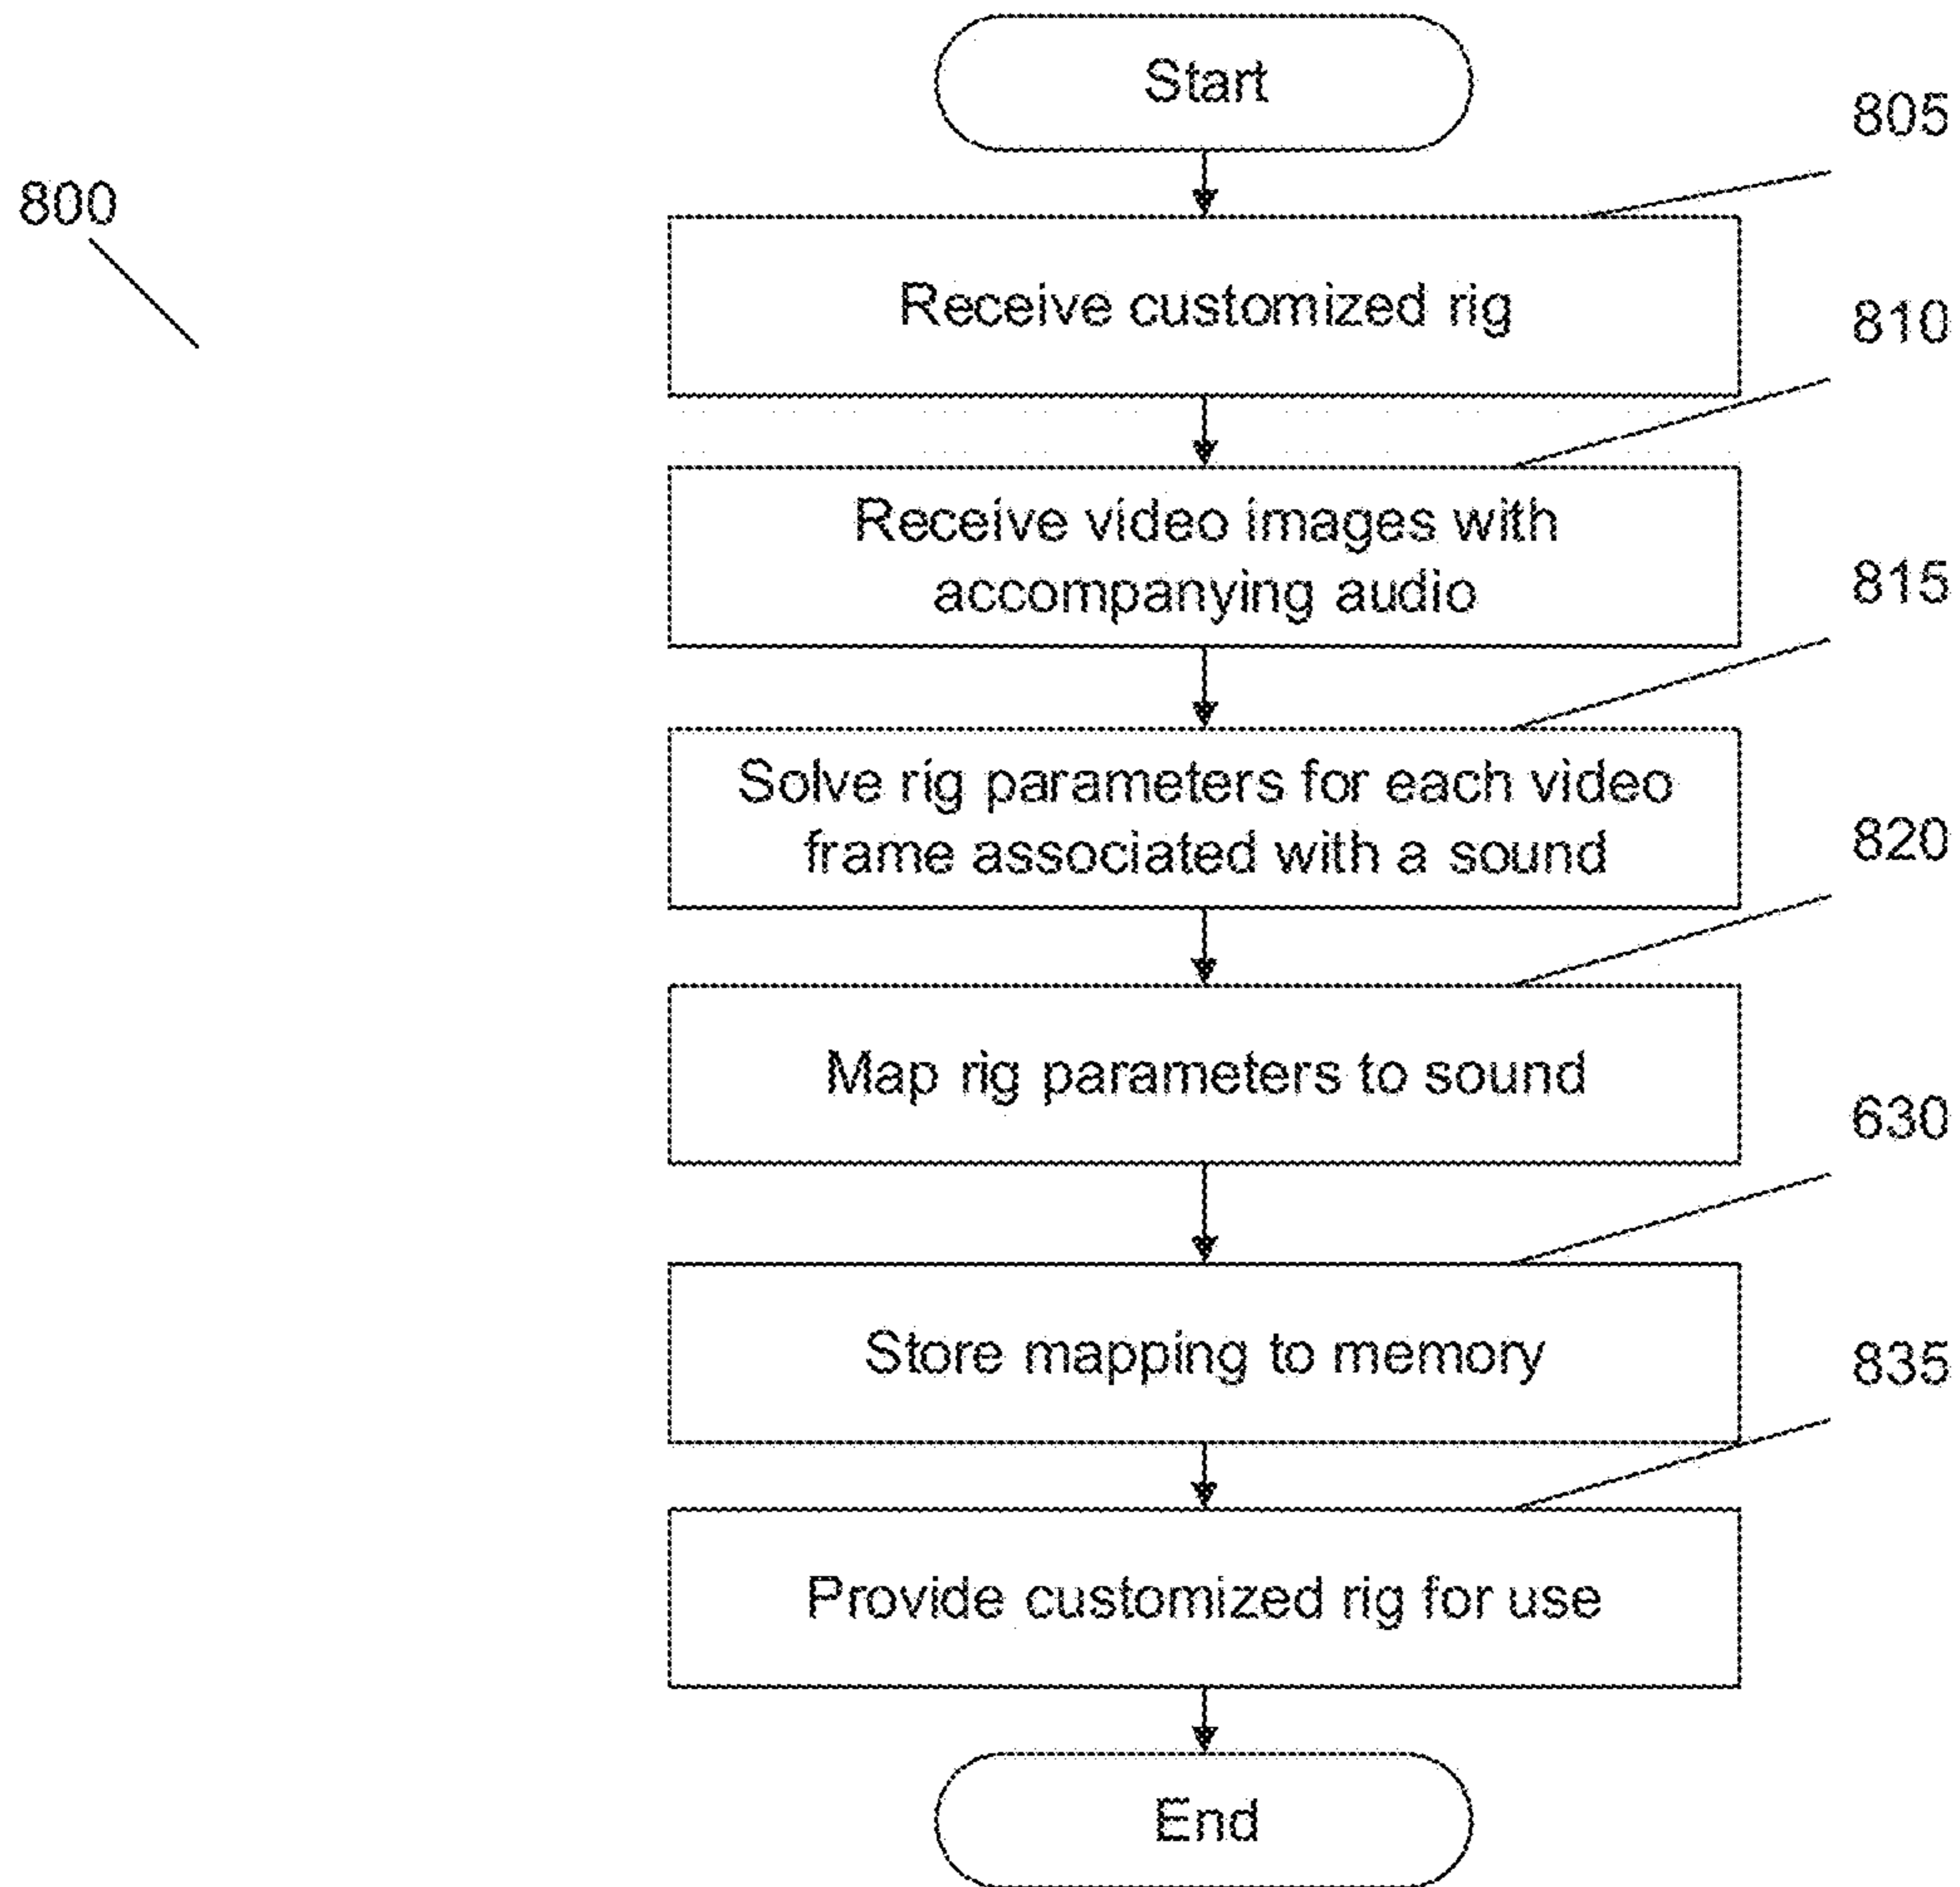 Start
805
800
Receive customized rig
810
Receive video images with
accompanying audio
815
Solve rig parameters for each video
frame associated with a sound
820
Map rig parameters to sound
630
Store mapping to memory
835
Provide customized rig for use
End